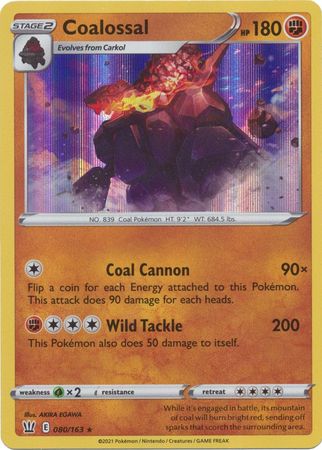 STAGE 2 Coalossal HP 180
Evolves from Carkol
NO. 839 Coal Pokémon HT: 9'2" WT: 684.5 lbs.
Coal Cannon 90×
Flip a coin for each Energy attached to this Pokémon.
This attack does 90 damage for each heads.
Wild Tackle 200
This Pokémon also does 50 damage to itself.
weakness ×2 resistance retreat
Illus. AKIRA EGAWA
E 080/163 ★
While it's engaged in battle, its mountain
of coal will burn bright red, sending off
sparks that scorch the surrounding area.
©2021 Pokémon / Nintendo / Creatures / GAME FREAK